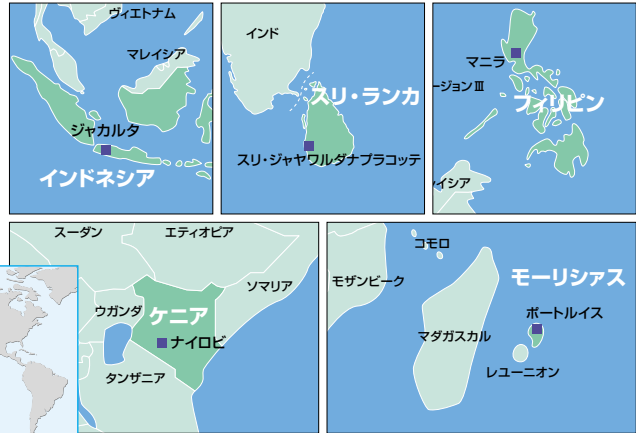 ヴィエトナム
マレイシア
ジャカルタ
インドネシア
インド
スリ・ランカ
スリ・ジャヤワルダナプラコッテ
マニラ
ージョンⅢ
フィリピン
イシア
スーダン
エティオピア
ソマリア
ウガンダ
ケニア
ナイロビ
タンザニア
コモロ
モザンビーク
モーリシァス
ポートルイス
マダガスカル
レユーニオン